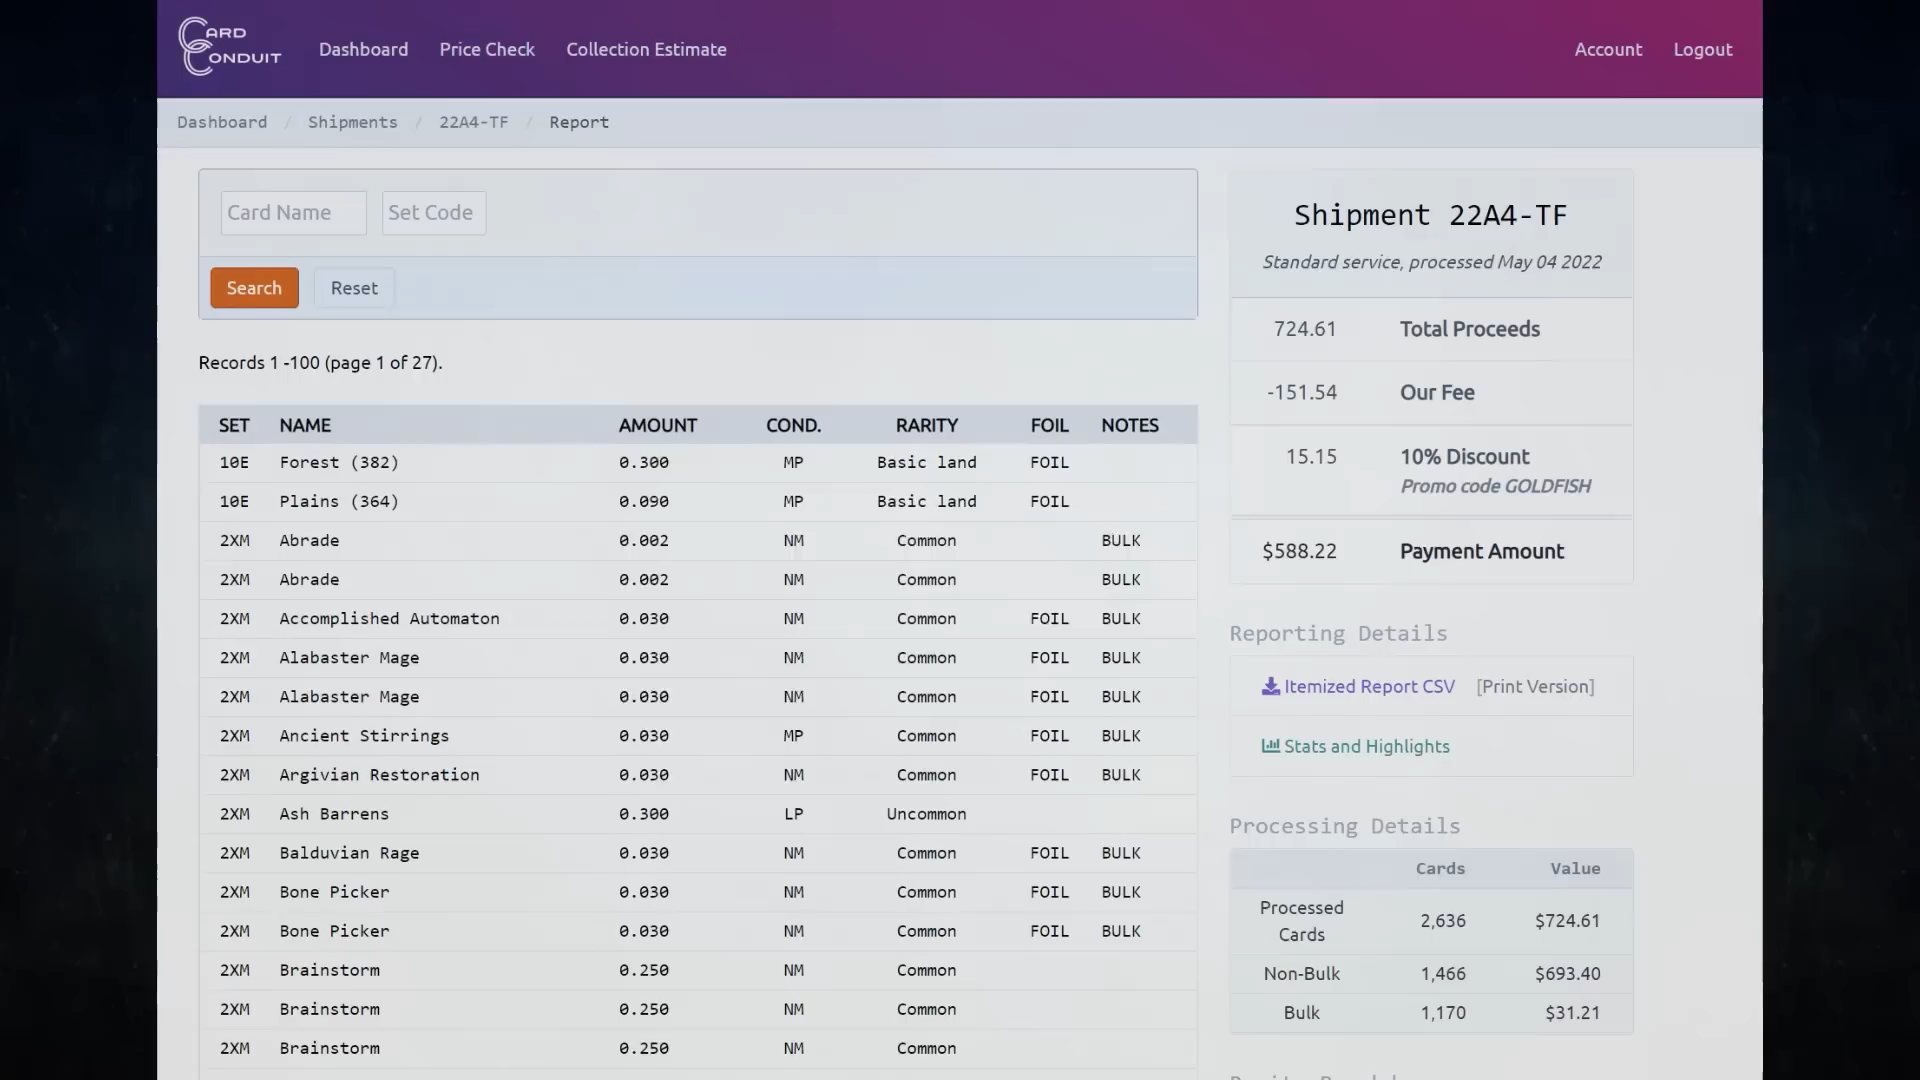 CARD CONDUIT
Dashboard Price Check Collection Estimate Account Logout
Dashboard / Shipments / 22A4-TF / Report
Card Name Set Code
Search Reset
Records 1 -100 (page 1 of 27).
SET NAME AMOUNT COND. RARITY FOIL NOTES
10E Forest (382) 0.300 MP Basic land FOIL
10E Plains (364) 0.090 MP Basic land FOIL
2XM Abrade 0.002 NM Common BULK
2XM Abrade 0.002 NM Common BULK
2XM Accomplished Automaton 0.030 NM Common FOIL BULK
2XM Alabaster Mage 0.030 NM Common FOIL BULK
2XM Alabaster Mage 0.030 NM Common FOIL BULK
2XM Ancient Stirrings 0.030 MP Common FOIL BULK
2XM Argivian Restoration 0.030 NM Common FOIL BULK
2XM Ash Barrens 0.300 LP Uncommon
2XM Balduvian Rage 0.030 NM Common FOIL BULK
2XM Bone Picker 0.030 NM Common FOIL BULK
2XM Bone Picker 0.030 NM Common FOIL BULK
2XM Brainstorm 0.250 NM Common
2XM Brainstorm 0.250 NM Common
2XM Brainstorm 0.250 NM Common
Shipment 22A4-TF
Standard service, processed May 04 2022
724.61 Total Proceeds
-151.54 Our Fee
15.15 10% Discount
Promo code GOLDFISH
$588.22 Payment Amount
Reporting Details
Itemized Report CSV [Print Version]
Stats and Highlights
Processing Details
Cards Value
Processed Cards 2,636 $724.61
Non-Bulk 1,466 $693.40
Bulk 1,170 $31.21